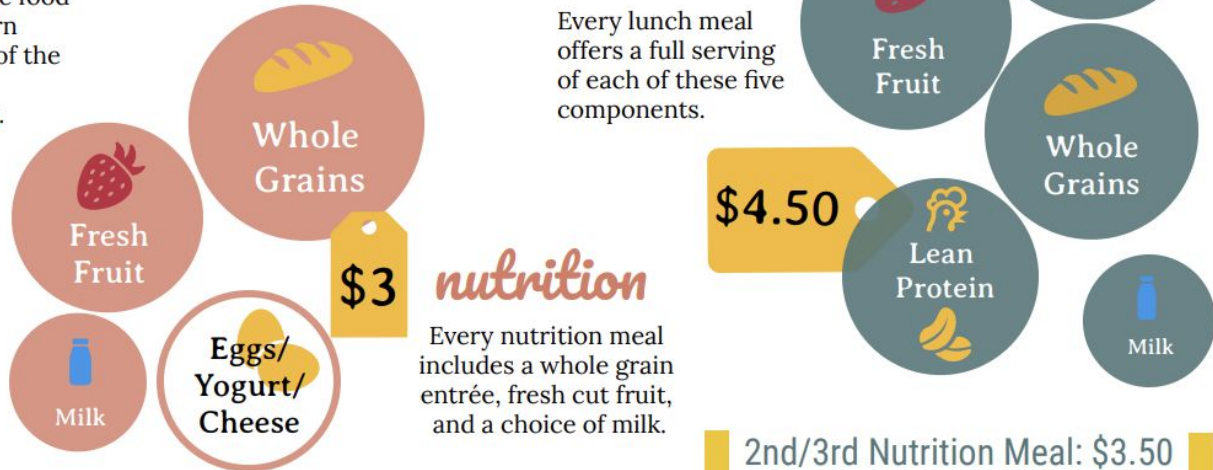 of the
Whole
Grains
Fresh
Fruit
$3
Milk
Eggs/
Yogurt/
Cheese
nutrition
Every nutrition meal
includes a whole grain
entrée, fresh cut fruit,
and a choice of milk.
Every lunch meal
offers a full serving
of each of these five
components.
Fresh
Fruit
Whole
Grains
$4.50
Lean
Protein
Milk
2nd/3rd Nutrition Meal: $3.50